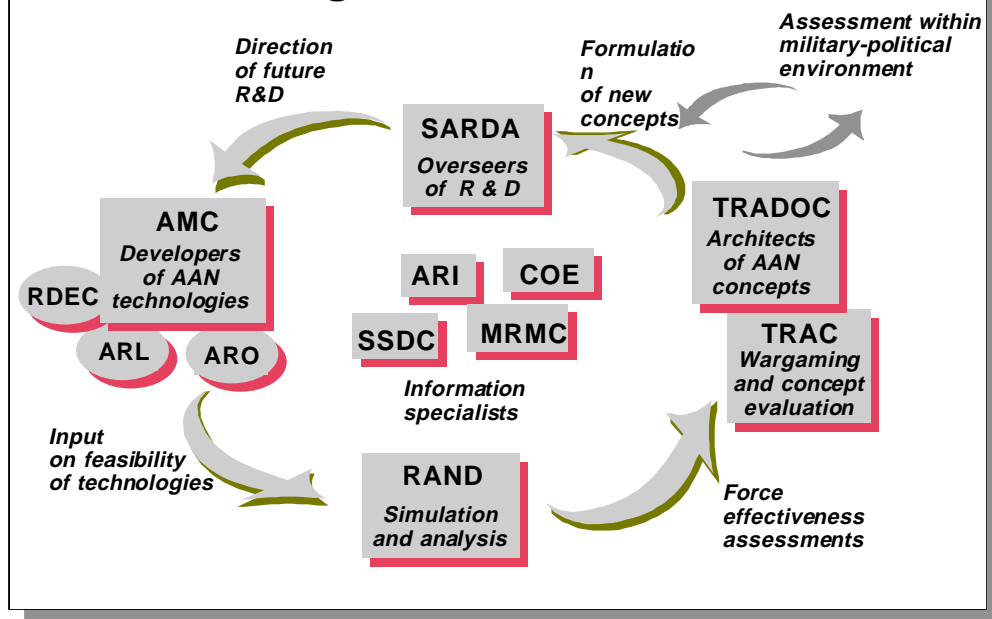 Assessment within
military-political
environment
Direction
of future
R&D
Formulatio
n
of new
concepts
SARDA
Overseers
of R & D
AMC
Developers
of AAN
technologies
TRADOC
Architects
of AAN
concepts
RDEC
ARL
ARO
ARI
COE
SSDC
MRMC
Information
specialists
TRAC
Wargaming
and concept
evaluation
Input
on feasibility
of technologies
RAND
Simulation
and analysis
Force
effectiveness
assessments